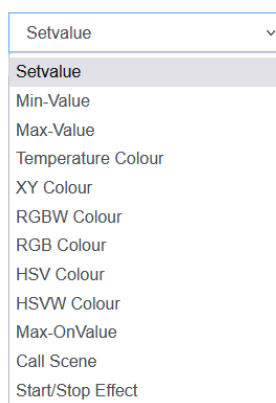 Setvalue
Setvalue
Min-Value
Max-Value
Temperature Colour
XY Colour
RGBW Colour
RGB Colour
HSV Colour
HSVW Colour
Max-OnValue
Call Scene
Start/Stop Effect